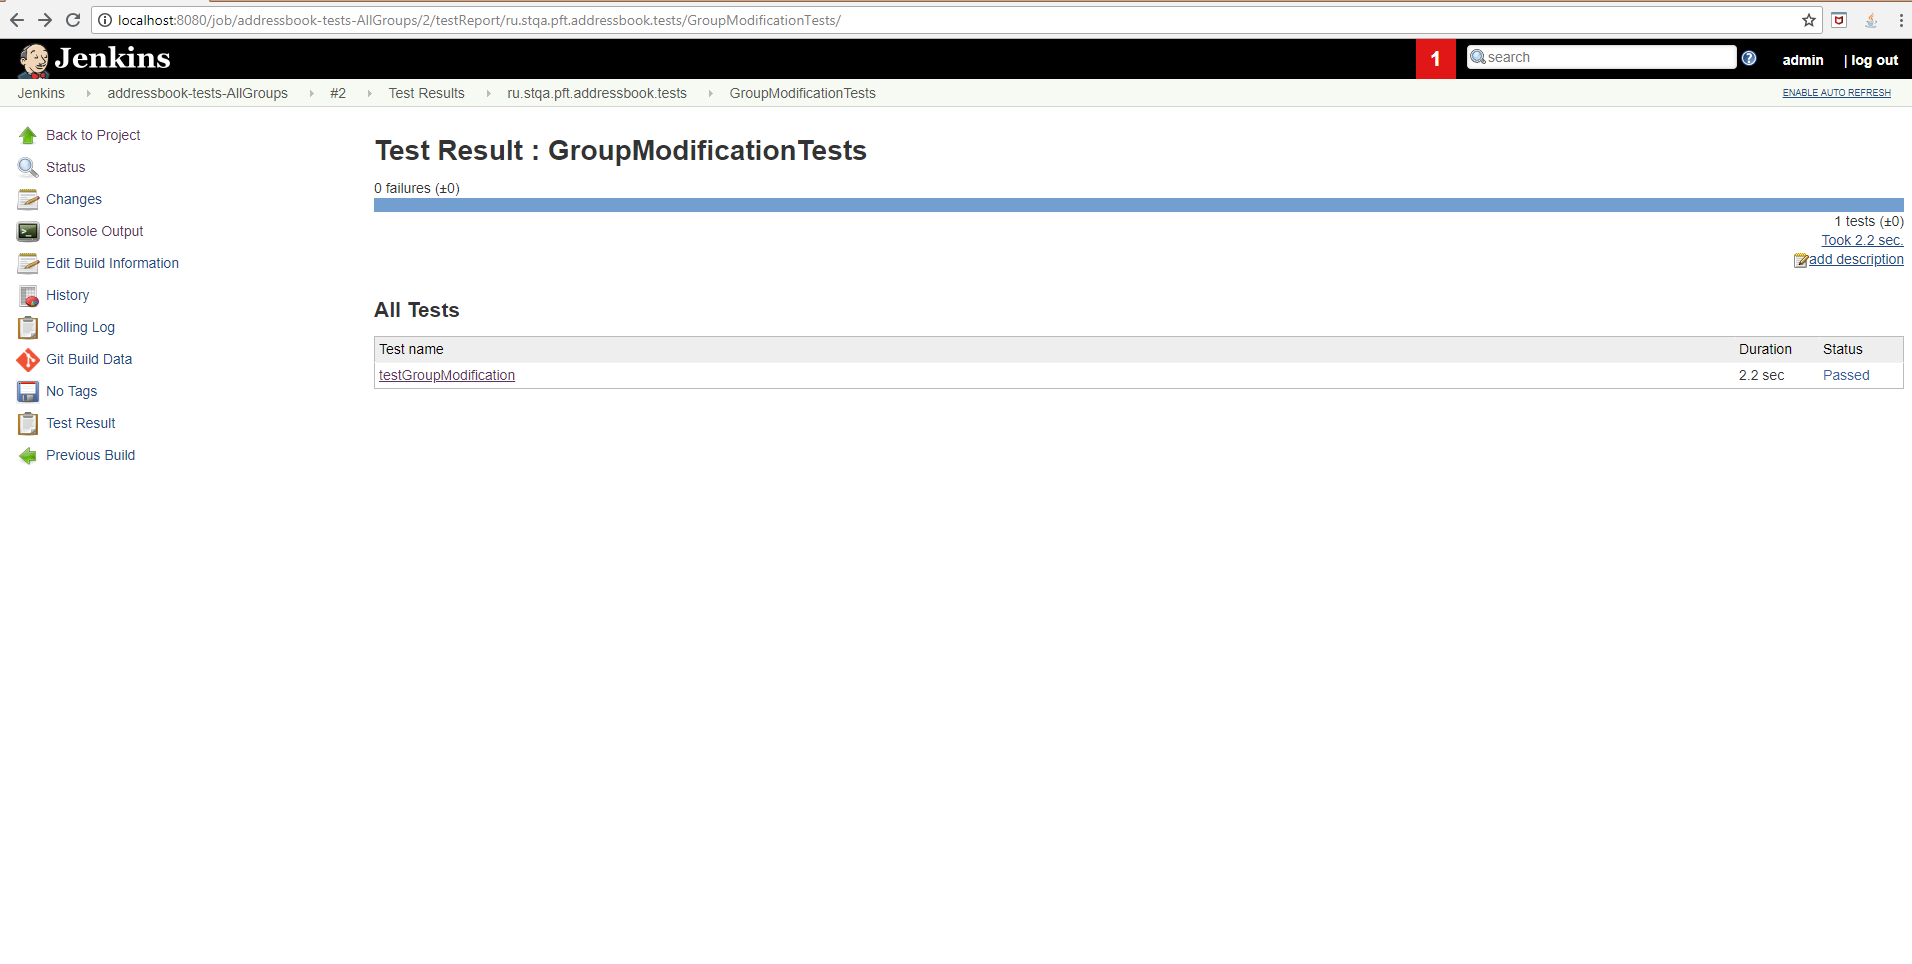 localhost:8080/job/addressbook-tests-AllGroups/2/testReport/ru.stqa.pft.addressbook.tests/GroupModificationTests/
Jenkins
1
search
?
admin
| log out
Jenkins
addressbook-tests-AllGroups
#2
Test Results
ru.stqa.pft.addressbook.tests
GroupModificationTests
ENABLE AUTO REFRESH
Back to Project
Status
Changes
Console Output
Edit Build Information
History
Polling Log
Git Build Data
No Tags
Test Result
Previous Build
Test Result : GroupModificationTests
0 failures (±0)
1 tests (±0)
Took 2.2 sec.
add description
All Tests
Test name Duration Status
testGroupModification 2.2 sec Passed